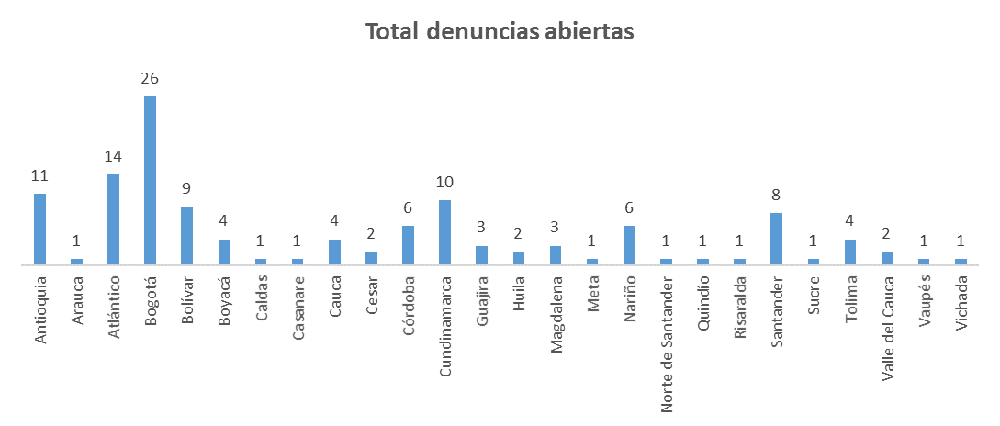 Total denuncias abiertas
11
1
14
26
9
4
1
1
4
2
6
10
3
2
3
1
6
1
1
1
8
1
4
2
1
1
Antioquia
Arauca
Atlántico
Bogotá
Bolívar
Boyacá
Caldas
Casanare
Cauca
Cesar
Córdoba
Cundinamarca
Guajira
Huila
Magdalena
Meta
Nariño
Norte de Santander
Quindío
Risaralda
Santander
Sucre
Tolima
Valle del Cauca
Vaupés
Vichada